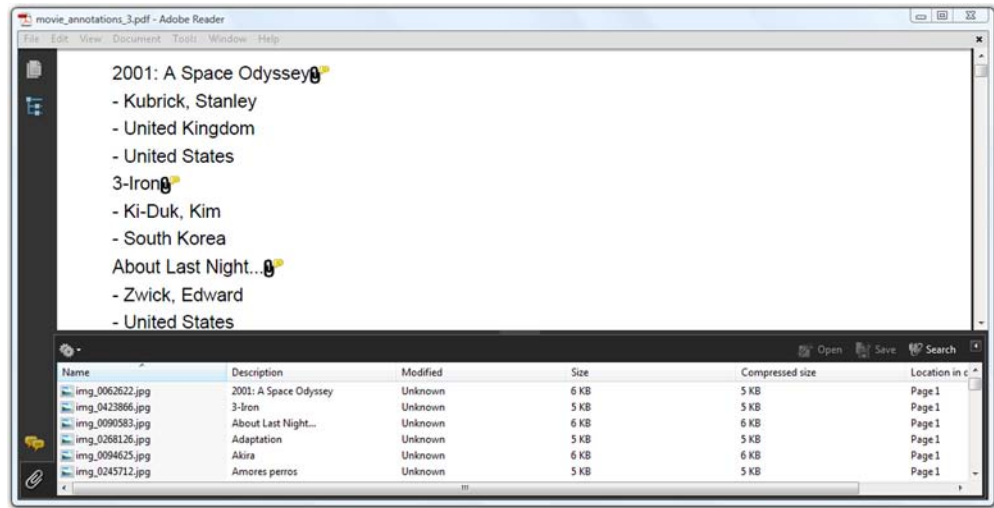 movie_annotations_3.pdf - Adobe Reader
File Edit View Document Tools Window Help
2001: A Space Odyssey
- Kubrick, Stanley
- United Kingdom
- United States
3-Iron
- Ki-Duk, Kim
- South Korea
About Last Night...
- Zwick, Edward
- United States
Open Save Search
Name Description Modified Size Compressed size Location in d
img_0062622.jpg 2001: A Space Odyssey Unknown 6 KB 5 KB Page 1
img_0423866.jpg 3-Iron Unknown 5 KB 5 KB Page 1
img_0090583.jpg About Last Night... Unknown 6 KB 6 KB Page 1
img_0268126.jpg Adaptation Unknown 5 KB 5 KB Page 1
img_0094625.jpg Akira Unknown 6 KB 6 KB Page 1
img_0245712.jpg Amores perros Unknown 5 KB 5 KB Page 1